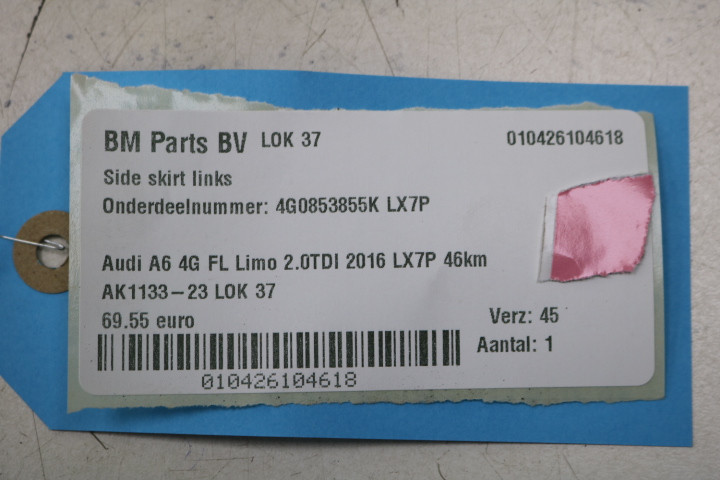 BM Parts BV LOK 37 010426104618
Side skirt links
Onderdeelnummer: 4G0853855K LX7P
Audi A6 4G FL Limo 2.0TDI 2016 LX7P 46km
AK1133-23 LOK 37
69.55 euro Verz: 45
Aantal: 1
010426104618